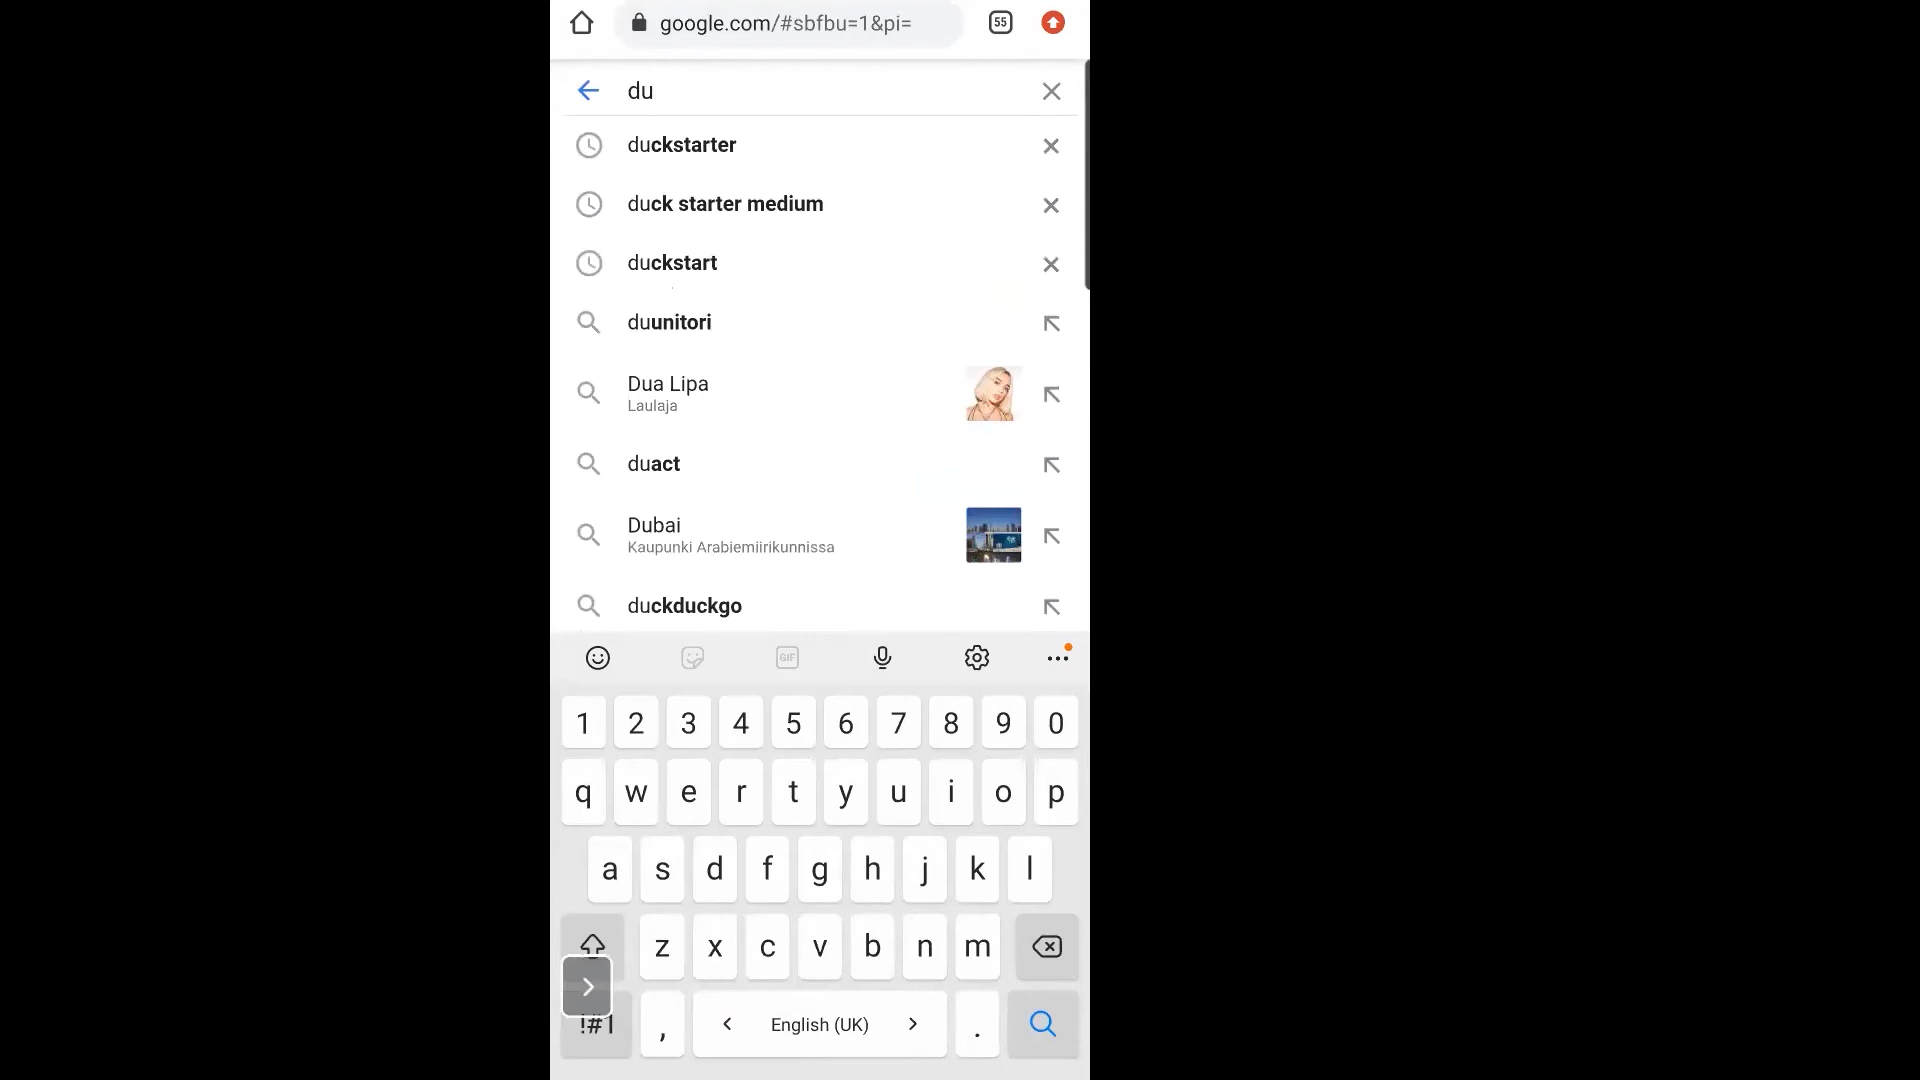 google.com/#sbfbu=1&pi=
55
du
duckstarter
duck starter medium
duckstart
duunitori
Dua Lipa
Laulaja
duact
Dubai
Kaupunki Arabiemiirikunnissa
duckduckgo
GIF
1 2 3 4 5 6 7 8 9 0
q w e r t y u i o p
a s d f g h j k l
z x c v b n m
!#1 , < English (UK) > .